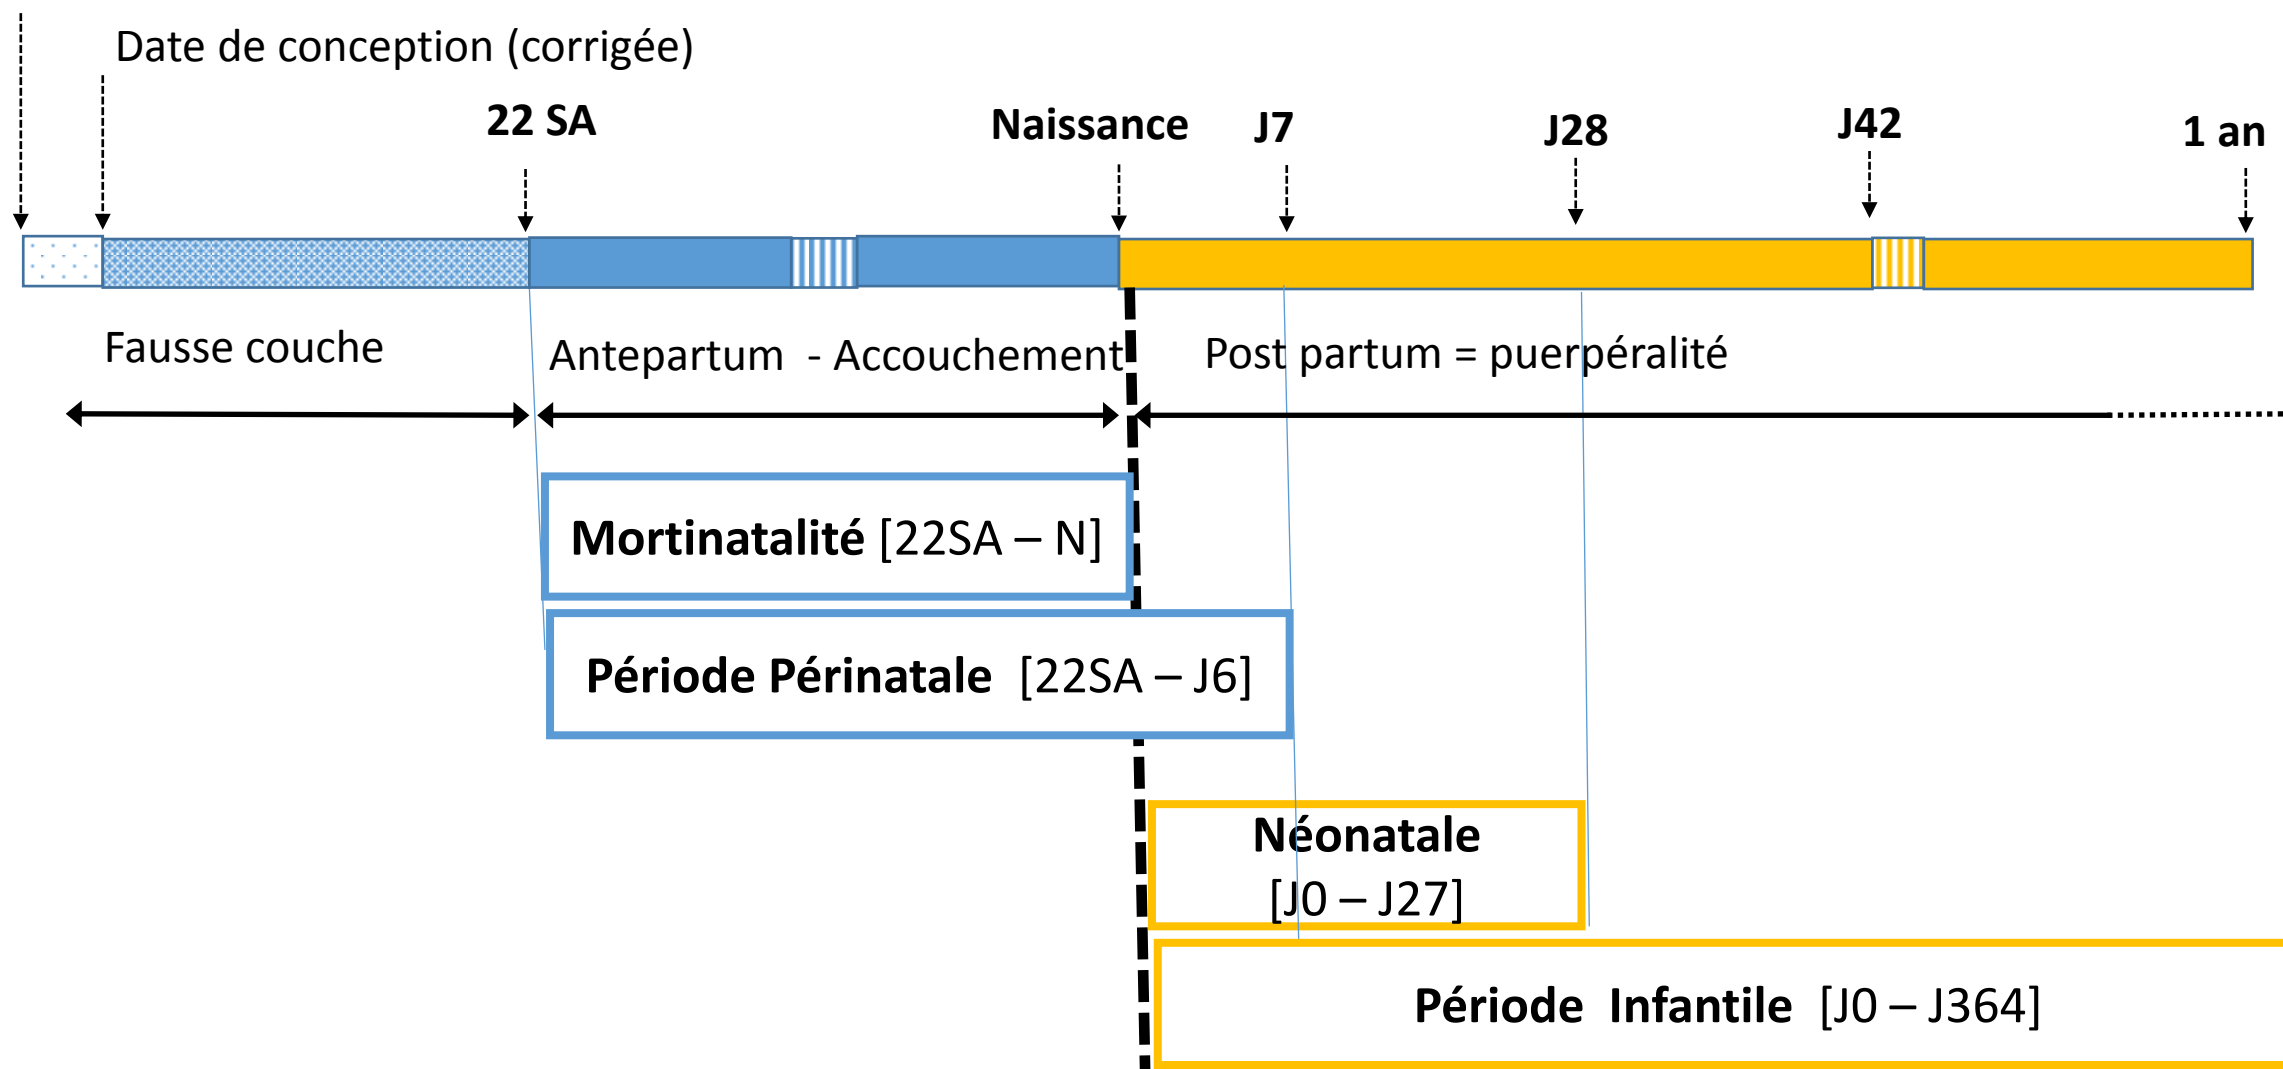 Date de conception (corrigée)
22 SA
Naissance
J7
J28
J42
1 an
Fausse couche
Antepartum - Accouchement
Post partum = puerpéralité
Mortinatalité [22SA – N]
Période Périnatale [22SA – J6]
Néonatale
[J0 – J27]
Période Infantile [J0 – J364]